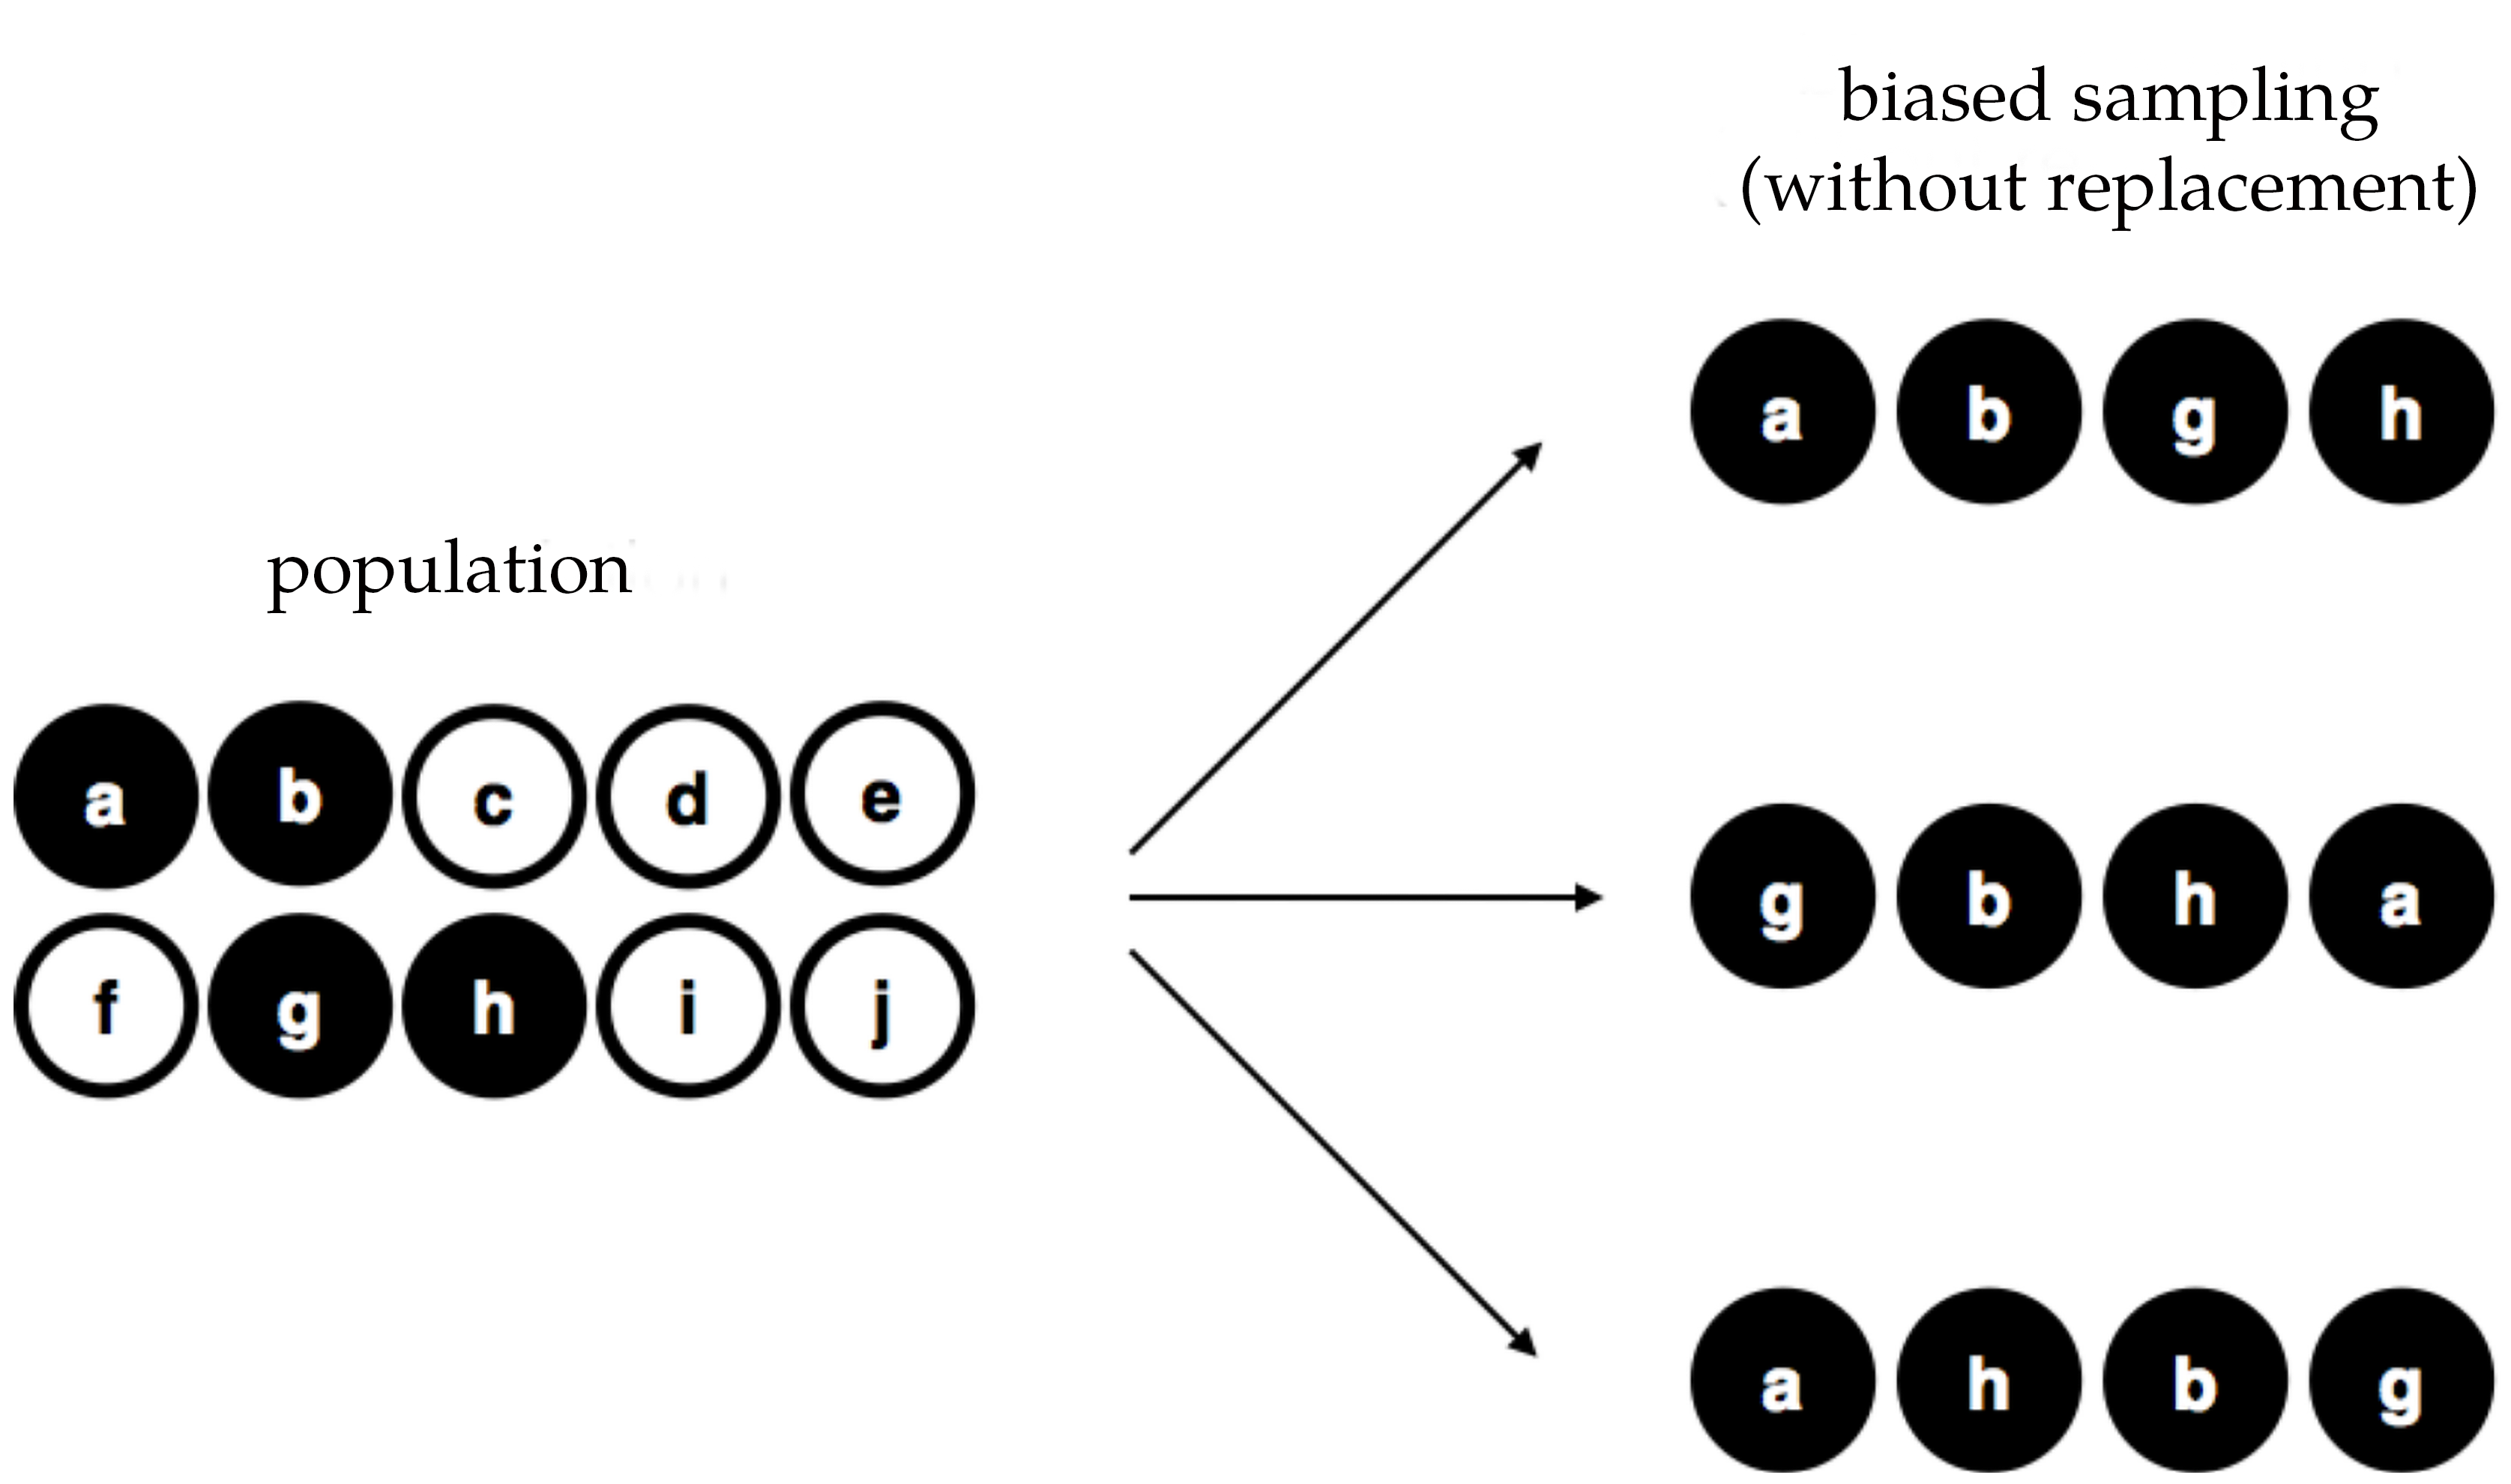 biased sampling
(without replacement)
a b g h
population
a b c d e
g b h a
f g h i j
a h b g